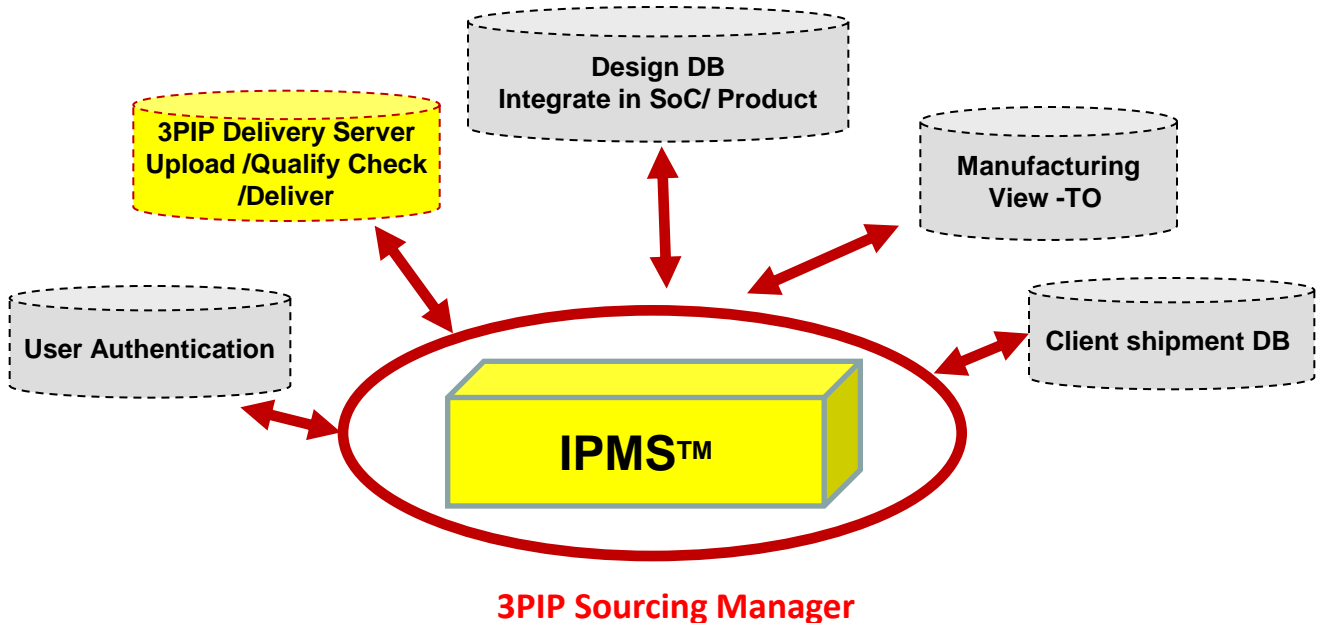 Design DB
Integrate in SoC/ Product
3PIP Delivery Server
Upload /Qualify Check
/Deliver
Manufacturing
View -TO
User Authentication
Client shipment DB
IPMS™
3PIP Sourcing Manager